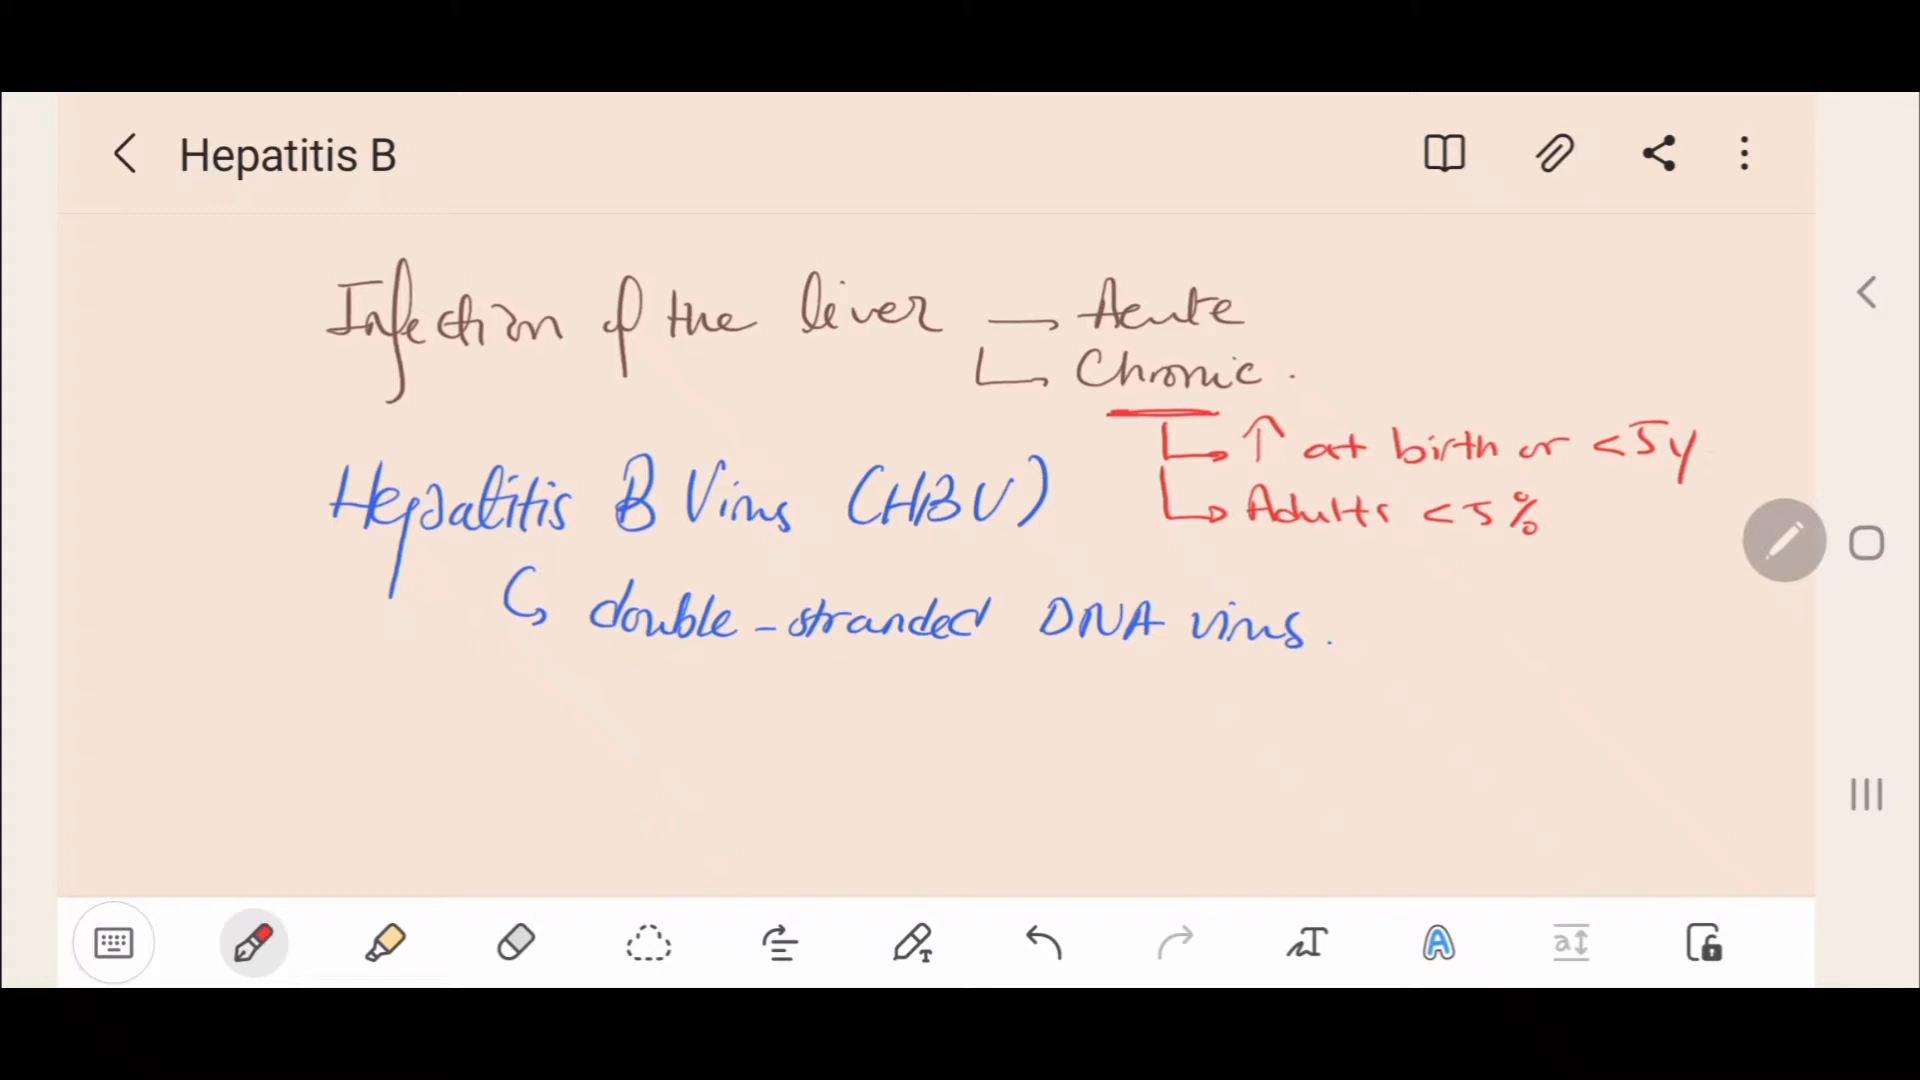 Hepatitis B
Infection of the liver → Acute
↳ Chronic.
↳ ↑ at birth or <5y
Hepatitis B Virus (HBV)
↳ Adults <5%
↳ double-stranded DNA virus.